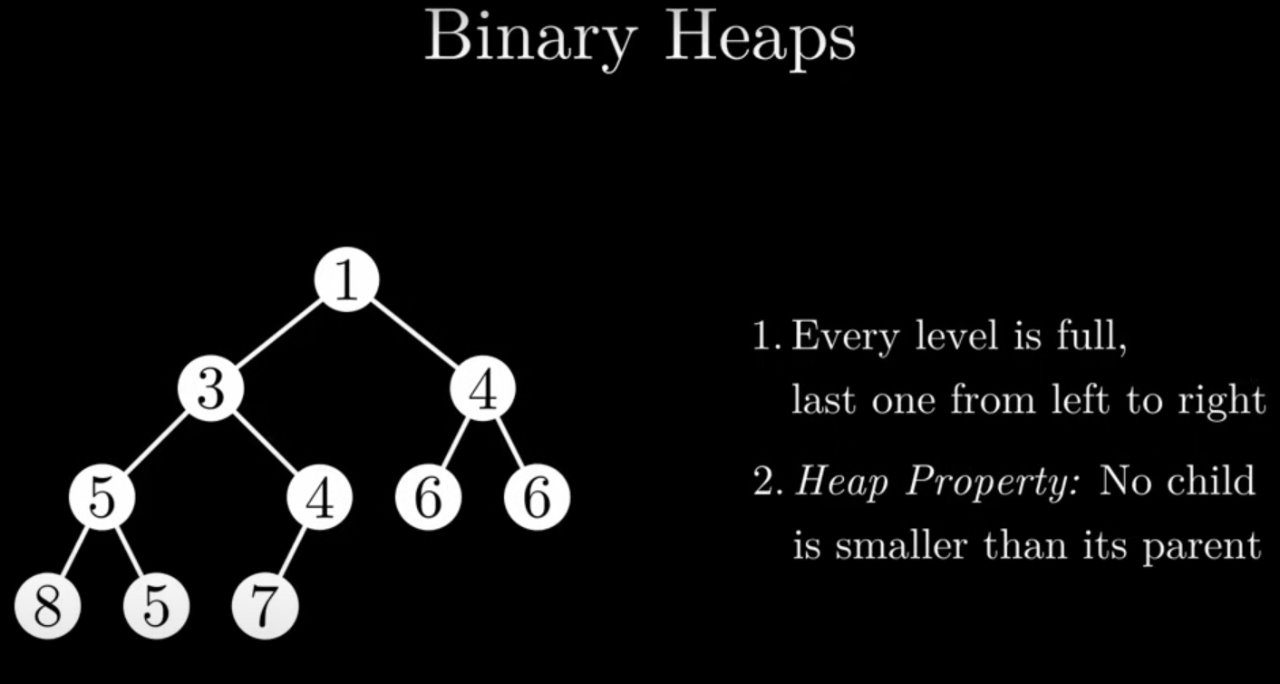 Binary Heaps
1
3 4
5 4 6 6
8 5 7
1. Every level is full,
last one from left to right
2. Heap Property: No child
is smaller than its parent